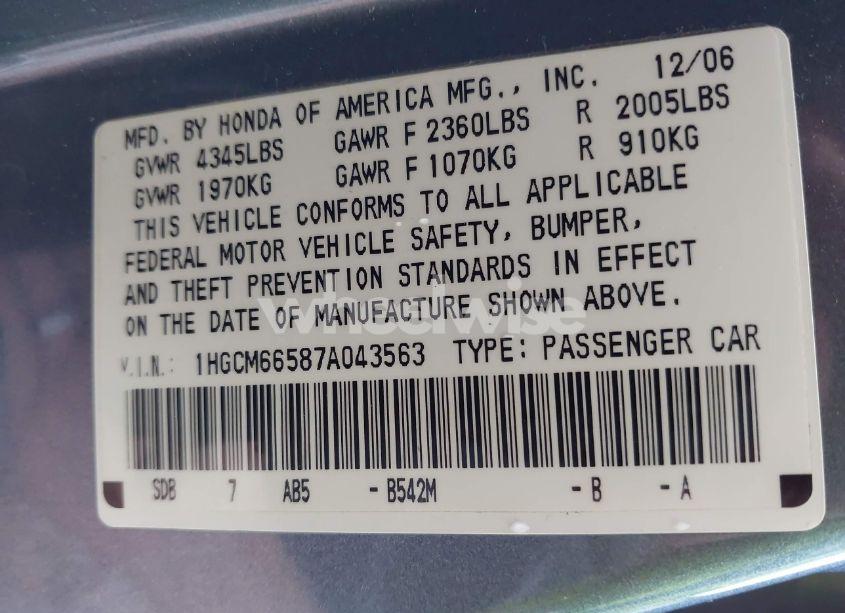 MFD. BY HONDA OF AMERICA MFG., INC. 12/06
GVWR 4345LBS GAWR F 2360LBS R 2005LBS
GVWR 1970KG GAWR F 1070KG R 910KG
THIS VEHICLE CONFORMS TO ALL APPLICABLE
FEDERAL MOTOR VEHICLE SAFETY, BUMPER,
AND THEFT PREVENTION STANDARDS IN EFFECT
ON THE DATE OF MANUFACTURE SHOWN ABOVE.
wheelwise
V.I.N.: 1HGCM66587A043563 TYPE: PASSENGER CAR
SDB 7 AB5 -B542M -B -A